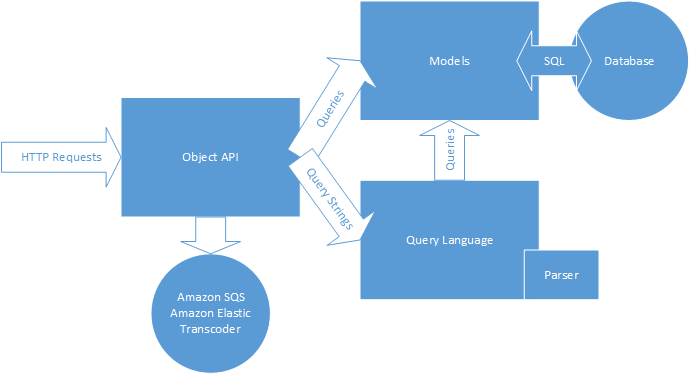 HTTP Requests
Object API
Queries
Query Strings
Models
SQL
Database
Queries
Query Language
Parser
Amazon SQS
Amazon Elastic
Transcoder